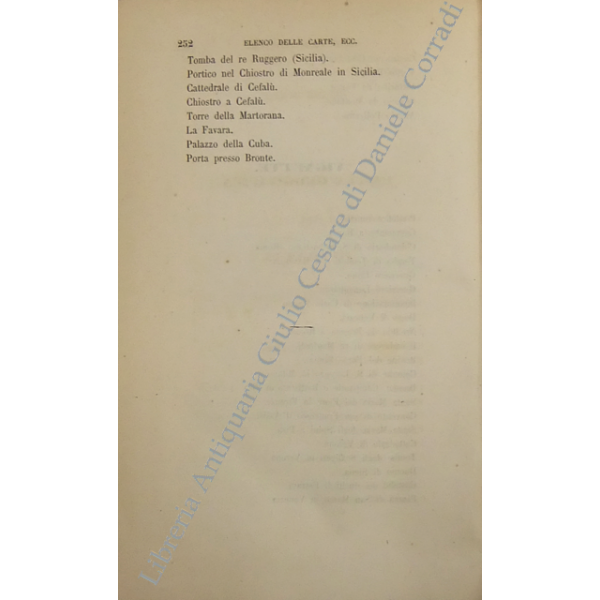 252 ELENCO DELLE CARTE, ECC.
Tomba del re Ruggero (Sicilia).
Portico nel Chiostro di Monreale in Sicilia.
Cattedrale di Cefalù.
Chiostro a Cefalù.
Torre della Martorana.
La Favara.
Palazzo della Cuba.
Porta presso Bronte.
Libreria Antiquaria Giulio Cesare di Daniele Corradi